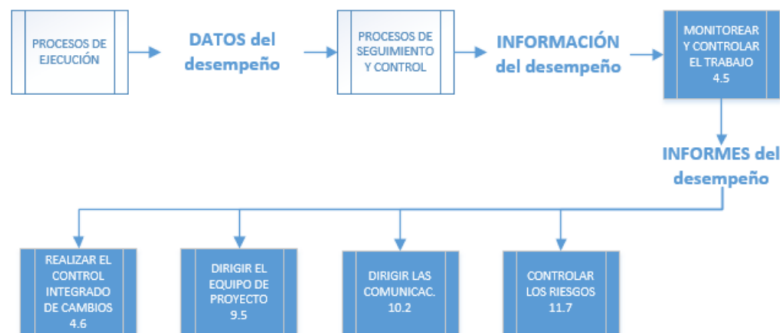 PROCESOS DE
EJECUCIÓN
DATOS del
desempeño
PROCESOS DE
SEGUIMIENTO
Y CONTROL
INFORMACIÓN
del desempeño
MONITOREAR
Y CONTROLAR
EL TRABAJO
4.5
INFORMES del
desempeño
REALIZAR EL
CONTROL
INTEGRADO
DE CAMBIOS
4.6
DIRIGIR EL
EQUIPO DE
PROYECTO
9.5
DIRIGIR LAS
COMUNICAC.
10.2
CONTROLAR
LOS RIESGOS
11.7